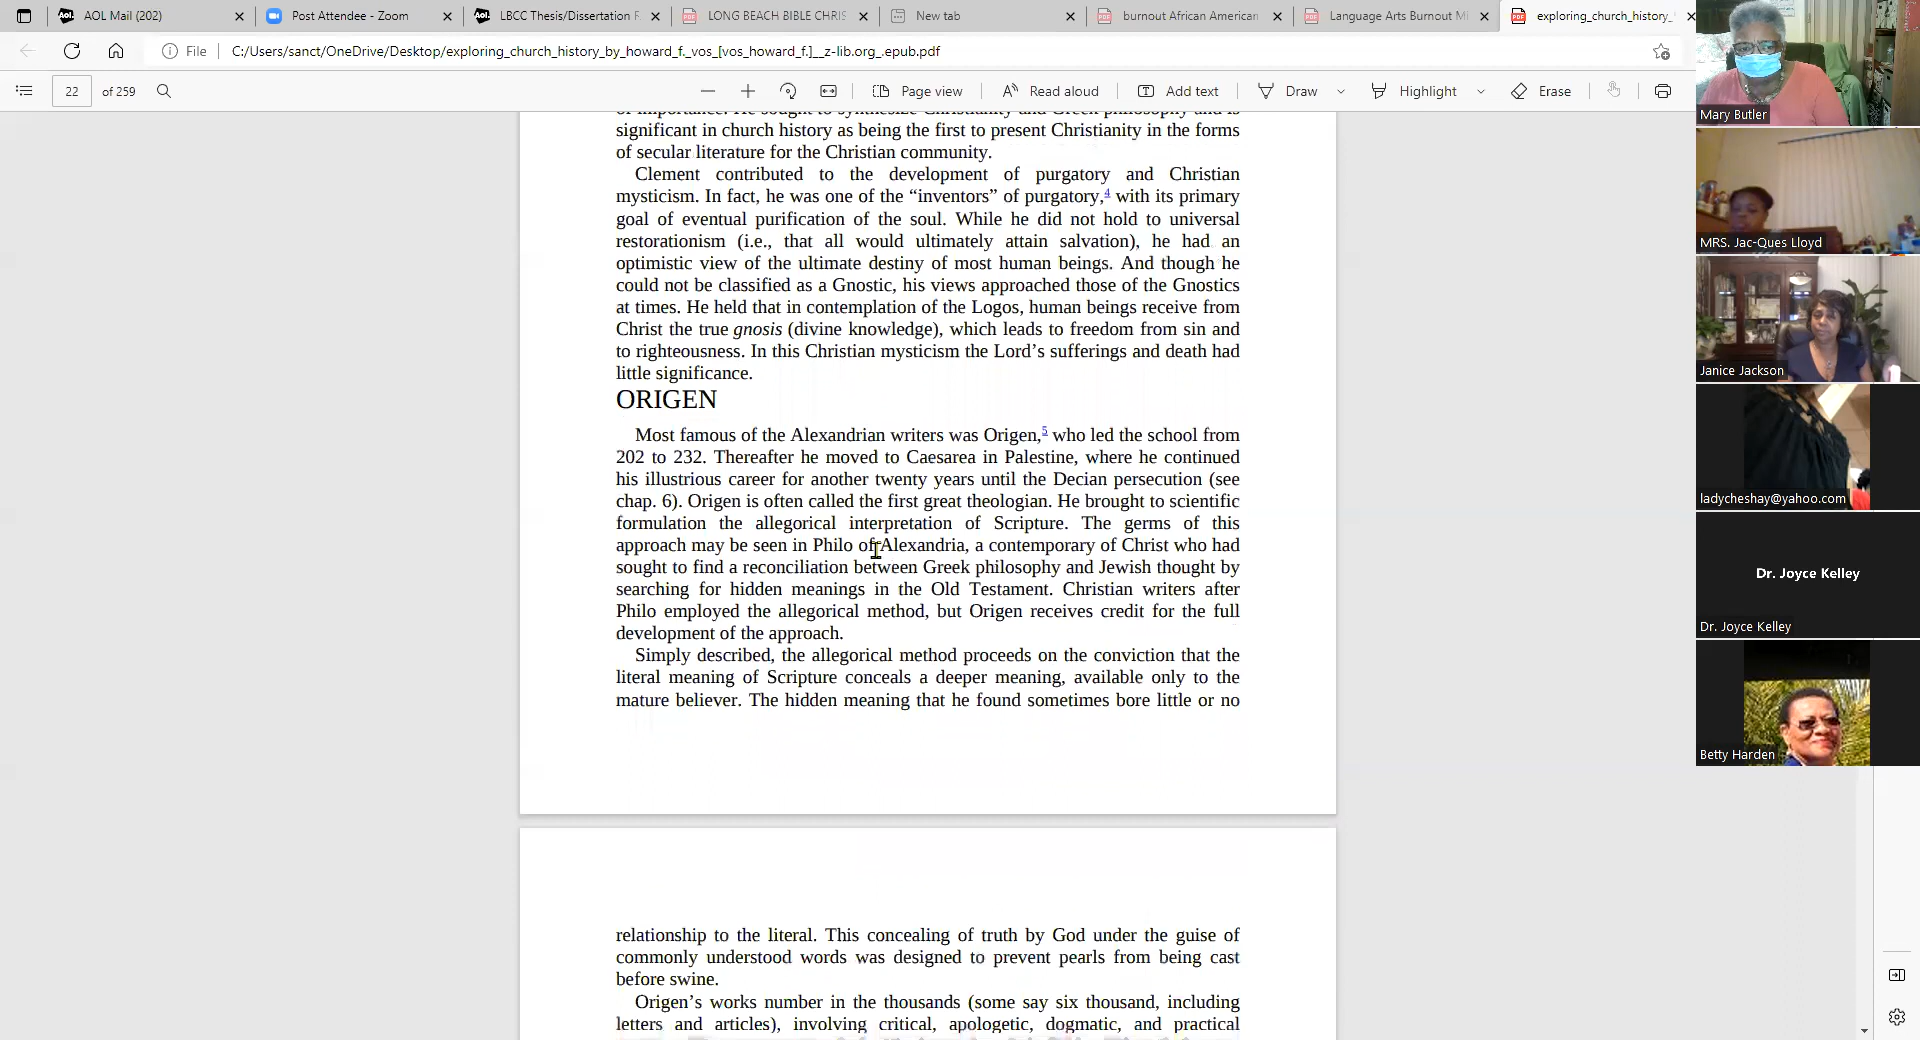 AOL Mail (202)
Post Attendee - Zoom
LBCC Thesis/Dissertation R
LONG BEACH BIBLE CHRIS
New tab
burnout African American
Language Arts Burnout MI
exploring_church_history_
File
C:/Users/sanct/OneDrive/Desktop/exploring_church_history_by_howard_f._vos_[vos_howard_f.]__z-lib.org_.epub.pdf
22 of 259
Page view
Read aloud
Add text
Draw
Highlight
Erase
of importance. He sought to synthesize Christianity and Greek philosophy and is
significant in church history as being the first to present Christianity in the forms
of secular literature for the Christian community.
Clement contributed to the development of purgatory and Christian
mysticism. In fact, he was one of the “inventors” of purgatory,4 with its primary
goal of eventual purification of the soul. While he did not hold to universal
restorationism (i.e., that all would ultimately attain salvation), he had an
optimistic view of the ultimate destiny of most human beings. And though he
could not be classified as a Gnostic, his views approached those of the Gnostics
at times. He held that in contemplation of the Logos, human beings receive from
Christ the true gnosis (divine knowledge), which leads to freedom from sin and
to righteousness. In this Christian mysticism the Lord’s sufferings and death had
little significance.
ORIGEN
Most famous of the Alexandrian writers was Origen,5 who led the school from
202 to 232. Thereafter he moved to Caesarea in Palestine, where he continued
his illustrious career for another twenty years until the Decian persecution (see
chap. 6). Origen is often called the first great theologian. He brought to scientific
formulation the allegorical interpretation of Scripture. The germs of this
approach may be seen in Philo of Alexandria, a contemporary of Christ who had
sought to find a reconciliation between Greek philosophy and Jewish thought by
searching for hidden meanings in the Old Testament. Christian writers after
Philo employed the allegorical method, but Origen receives credit for the full
development of the approach.
Simply described, the allegorical method proceeds on the conviction that the
literal meaning of Scripture conceals a deeper meaning, available only to the
mature believer. The hidden meaning that he found sometimes bore little or no
relationship to the literal. This concealing of truth by God under the guise of
commonly understood words was designed to prevent pearls from being cast
before swine.
Origen’s works number in the thousands (some say six thousand, including
letters and articles), involving critical, apologetic, dogmatic, and practical
Mary Butler
MRS. Jac-Ques Lloyd
Janice Jackson
ladycheshay@yahoo.com
Dr. Joyce Kelley
Dr. Joyce Kelley
Betty Harden